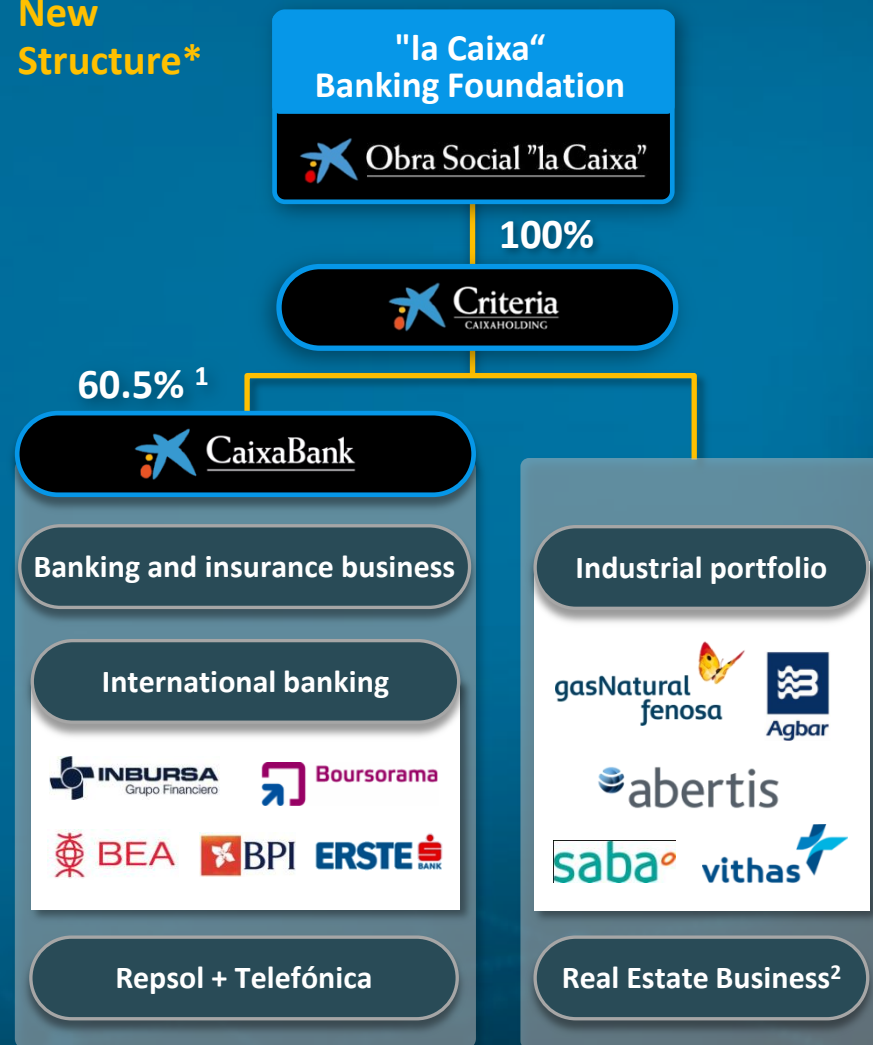 New
Structure*
"la Caixa“
Banking Foundation
Obra Social ”la Caixa”
100%
Criteria
CAIXAHOLDING
60.5% 1
CaixaBank
Banking and insurance business
International banking
INBURSA
Grupo Financiero
Boursorama
BEA
BPI
ERSTE
BANK
Repsol + Telefónica
Industrial portfolio
gasNatural
fenosa
Agbar
abertis
saba
vithas
Real Estate Business2